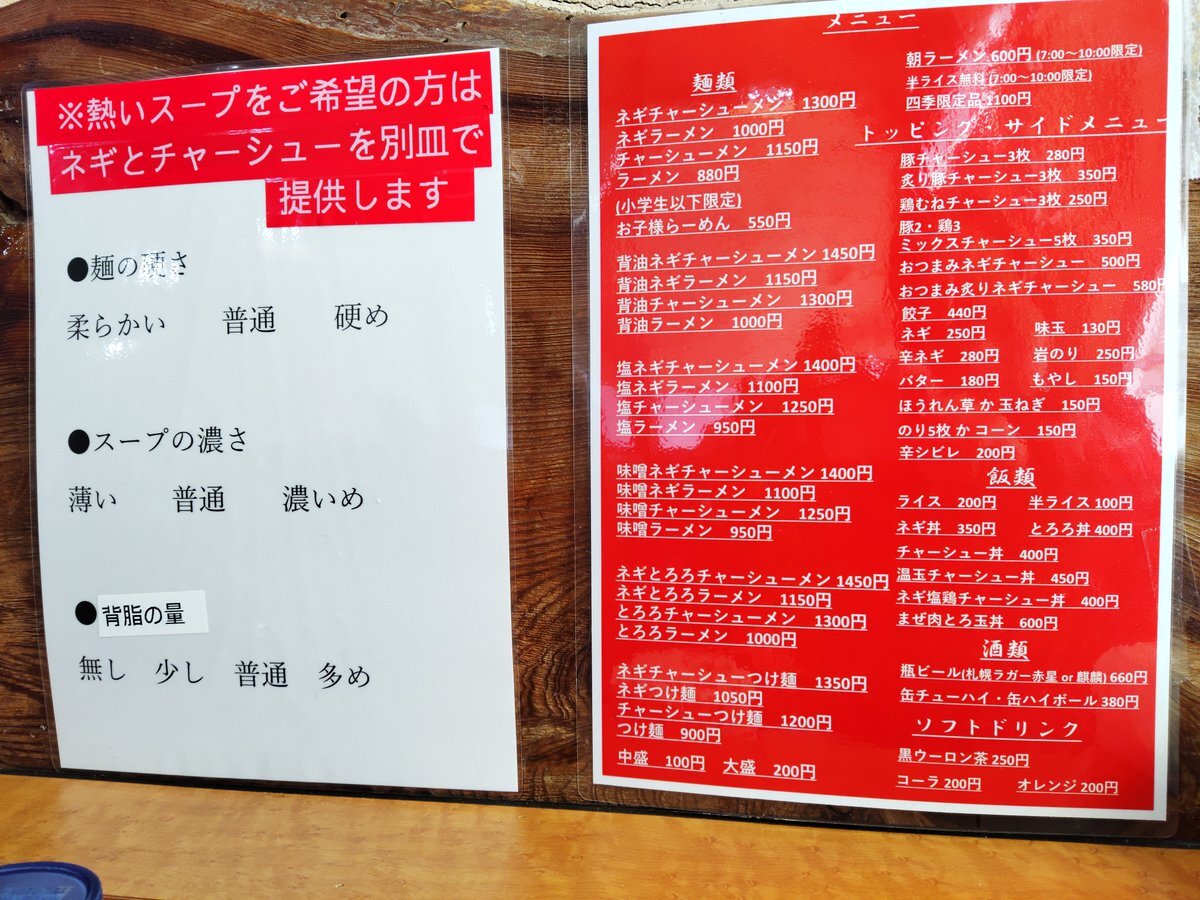 ※熱いスープをご希望の方は
ネギとチャーシューを別皿で
提供します
●麺の硬さ
柔らかい 普通 硬め
●スープの濃さ
薄い 普通 濃いめ
●背脂の量
無し 少し 普通 多め
メニュー
麺類
ネギチャーシューメン 1300円
ネギラーメン 1000円
チャーシューメン 1150円
ラーメン 880円
(小学生以下限定)
お子様らーめん 550円
背油ネギチャーシューメン 1450円
背油ネギラーメン 1150円
背油チャーシューメン 1300円
背油ラーメン 1000円
塩ネギチャーシューメン 1400円
塩ネギラーメン 1100円
塩チャーシューメン 1250円
塩ラーメン 950円
味噌ネギチャーシューメン 1400円
味噌ネギラーメン 1100円
味噌チャーシューメン 1250円
味噌ラーメン 950円
ネギとろろチャーシューメン 1450円
ネギとろろラーメン 1150円
とろろチャーシューメン 1300円
とろろラーメン 1000円
ネギチャーシューつけ麺 1350円
ネギつけ麺 1050円
チャーシューつけ麺 1200円
つけ麺 900円
中盛 100円 大盛 200円
朝ラーメン 600円 (7:00～10:00限定)
半ライス無料 (7:00～10:00限定)
四季限定品 1100円
トッピング・サイドメニュー
豚チャーシュー3枚 280円
炙り豚チャーシュー3枚 350円
鶏むねチャーシュー3枚 250円
豚2・鶏3
ミックスチャーシュー5枚 350円
おつまみネギチャーシュー 500円
おつまみ炙りネギチャーシュー 580円
餃子 440円
ネギ 250円 味玉 130円
辛ネギ 280円 岩のり 250円
バター 180円 もやし 150円
ほうれん草 か 玉ねぎ 150円
のり5枚 か コーン 150円
辛シビレ 200円
飯類
ライス 200円 半ライス 100円
ネギ丼 350円 とろろ丼 400円
チャーシュー丼 400円
温玉チャーシュー丼 450円
ネギ塩鶏チャーシュー丼 400円
まぜ肉とろ玉丼 600円
酒類
瓶ビール(札幌ラガー赤星 or 麒麟) 660円
缶チューハイ・缶ハイボール 380円
ソフトドリンク
黒ウーロン茶 250円
コーラ 200円 オレンジ 200円